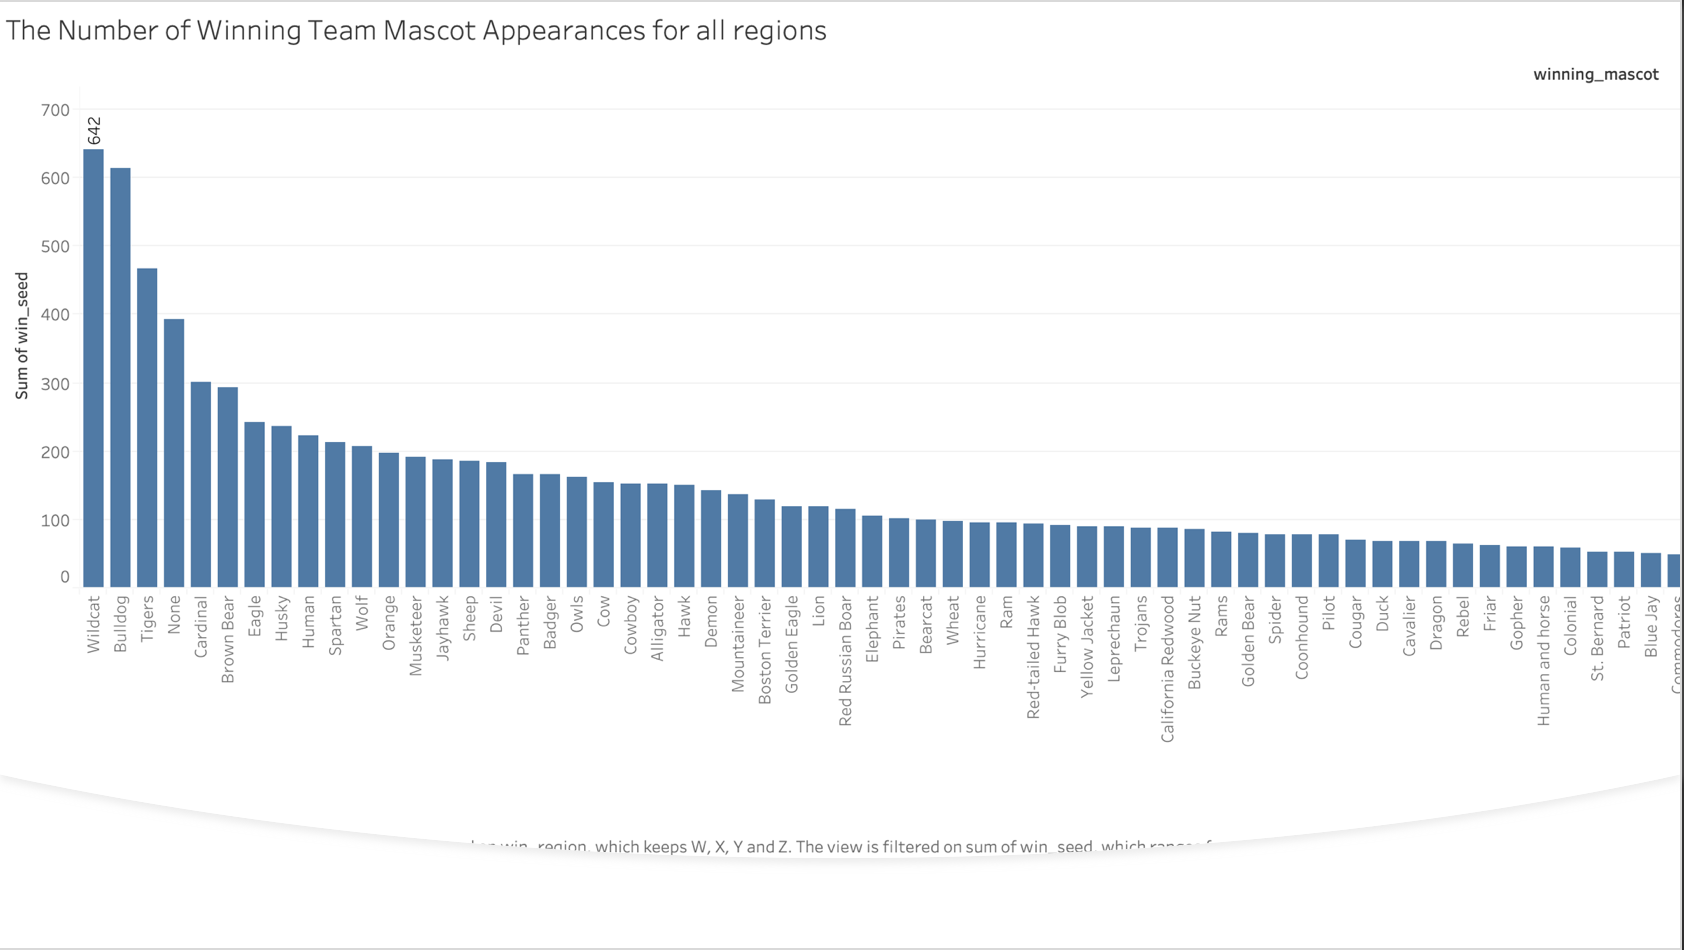 The Number of Winning Team Mascot Appearances for all regions
winning_mascot
700
600
500
400
300
200
100
0
Sum of win_seed
642
Wildcat
Bulldog
Tigers
None
Cardinal
Brown Bear
Eagle
Husky
Human
Spartan
Wolf
Orange
Musketeer
Jayhawk
Sheep
Devil
Panther
Badger
Owls
Cow
Cowboy
Alligator
Hawk
Demon
Mountaineer
Boston Terrier
Golden Eagle
Lion
Red Russian Boar
Elephant
Pirates
Bearcat
Wheat
Hurricane
Ram
Red-tailed Hawk
Furry Blob
Yellow Jacket
Leprechaun
Trojans
California Redwood
Buckeye Nut
Rams
Golden Bear
Spider
Coonhound
Pilot
Cougar
Duck
Cavalier
Dragon
Rebel
Friar
Gopher
Human and horse
Colonial
St. Bernard
Patriot
Blue Jay
win_region, which keeps W, X, Y and Z. The view is filtered on sum of win_seed, which ranges